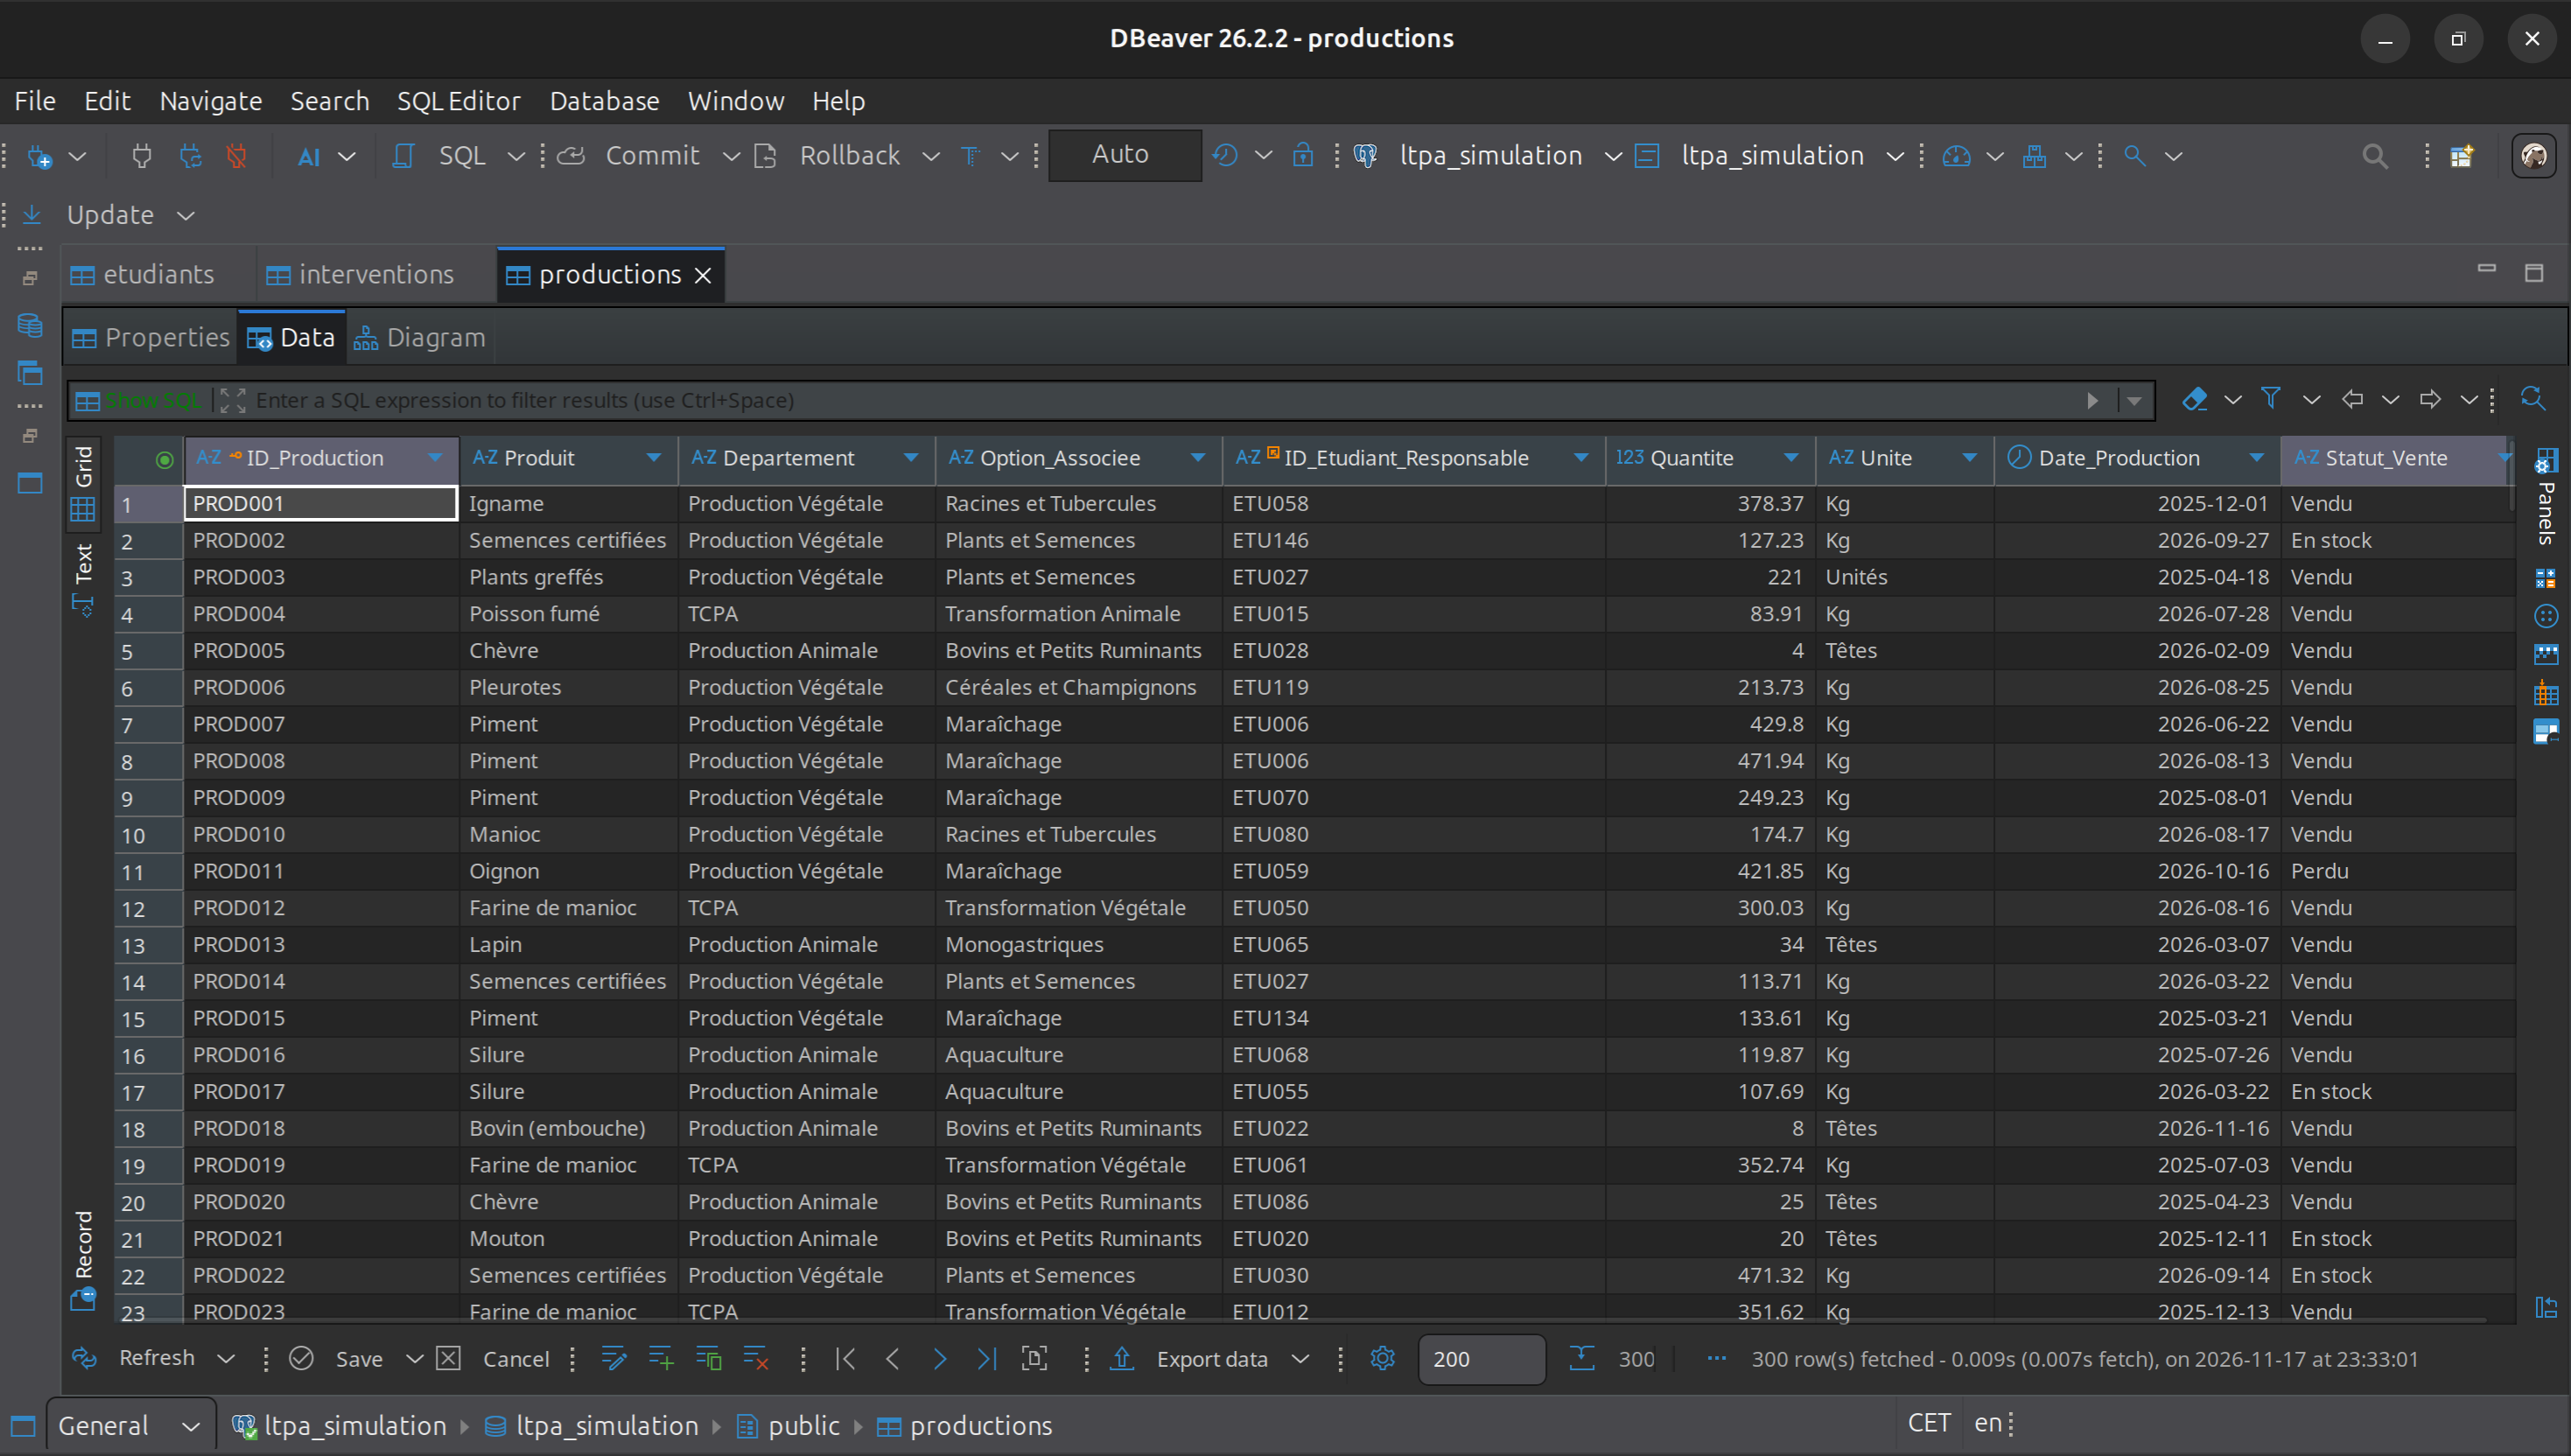 DBeaver 26.2.2 - productions
File Edit Navigate Search SQL Editor Database Window Help
AI SQL Commit Rollback Auto ltpa_simulation ltpa_simulation
Update
etudiants interventions productions
Properties Data Diagram
Show SQL Enter a SQL expression to filter results (use Ctrl+Space)
Grid
Text
Record
Panels
A-Z ID_Production A-Z Produit A-Z Departement A-Z Option_Associee A-Z ID_Etudiant_Responsable 123 Quantite A-Z Unite Date_Production A-Z Statut_Vente
1 PROD001 Igname Production Végétale Racines et Tubercules ETU058 378.37 Kg 2025-12-01 Vendu
2 PROD002 Semences certifiées Production Végétale Plants et Semences ETU146 127.23 Kg 2026-09-27 En stock
3 PROD003 Plants greffés Production Végétale Plants et Semences ETU027 221 Unités 2025-04-18 Vendu
4 PROD004 Poisson fumé TCPA Transformation Animale ETU015 83.91 Kg 2026-07-28 Vendu
5 PROD005 Chèvre Production Animale Bovins et Petits Ruminants ETU028 4 Têtes 2026-02-09 Vendu
6 PROD006 Pleurotes Production Végétale Céréales et Champignons ETU119 213.73 Kg 2026-08-25 Vendu
7 PROD007 Piment Production Végétale Maraîchage ETU006 429.8 Kg 2026-06-22 Vendu
8 PROD008 Piment Production Végétale Maraîchage ETU006 471.94 Kg 2026-08-13 Vendu
9 PROD009 Piment Production Végétale Maraîchage ETU070 249.23 Kg 2025-08-01 Vendu
10 PROD010 Manioc Production Végétale Racines et Tubercules ETU080 174.7 Kg 2026-08-17 Vendu
11 PROD011 Oignon Production Végétale Maraîchage ETU059 421.85 Kg 2026-10-16 Perdu
12 PROD012 Farine de manioc TCPA Transformation Végétale ETU050 300.03 Kg 2026-08-16 Vendu
13 PROD013 Lapin Production Animale Monogastriques ETU065 34 Têtes 2026-03-07 Vendu
14 PROD014 Semences certifiées Production Végétale Plants et Semences ETU027 113.71 Kg 2026-03-22 Vendu
15 PROD015 Piment Production Végétale Maraîchage ETU134 133.61 Kg 2025-03-21 Vendu
16 PROD016 Silure Production Animale Aquaculture ETU068 119.87 Kg 2025-07-26 Vendu
17 PROD017 Silure Production Animale Aquaculture ETU055 107.69 Kg 2026-03-22 En stock
18 PROD018 Bovin (embouche) Production Animale Bovins et Petits Ruminants ETU022 8 Têtes 2026-11-16 Vendu
19 PROD019 Farine de manioc TCPA Transformation Végétale ETU061 352.74 Kg 2025-07-03 Vendu
20 PROD020 Chèvre Production Animale Bovins et Petits Ruminants ETU086 25 Têtes 2025-04-23 Vendu
21 PROD021 Mouton Production Animale Bovins et Petits Ruminants ETU020 20 Têtes 2025-12-11 En stock
22 PROD022 Semences certifiées Production Végétale Plants et Semences ETU030 471.32 Kg 2026-09-14 En stock
23 PROD023 Farine de manioc TCPA Transformation Végétale ETU012 351.62 Kg 2025-12-13 Vendu
Refresh Save Cancel Export data 200 300 300 row(s) fetched - 0.009s (0.007s fetch), on 2026-11-17 at 23:33:01
General ltpa_simulation ltpa_simulation public productions CET en